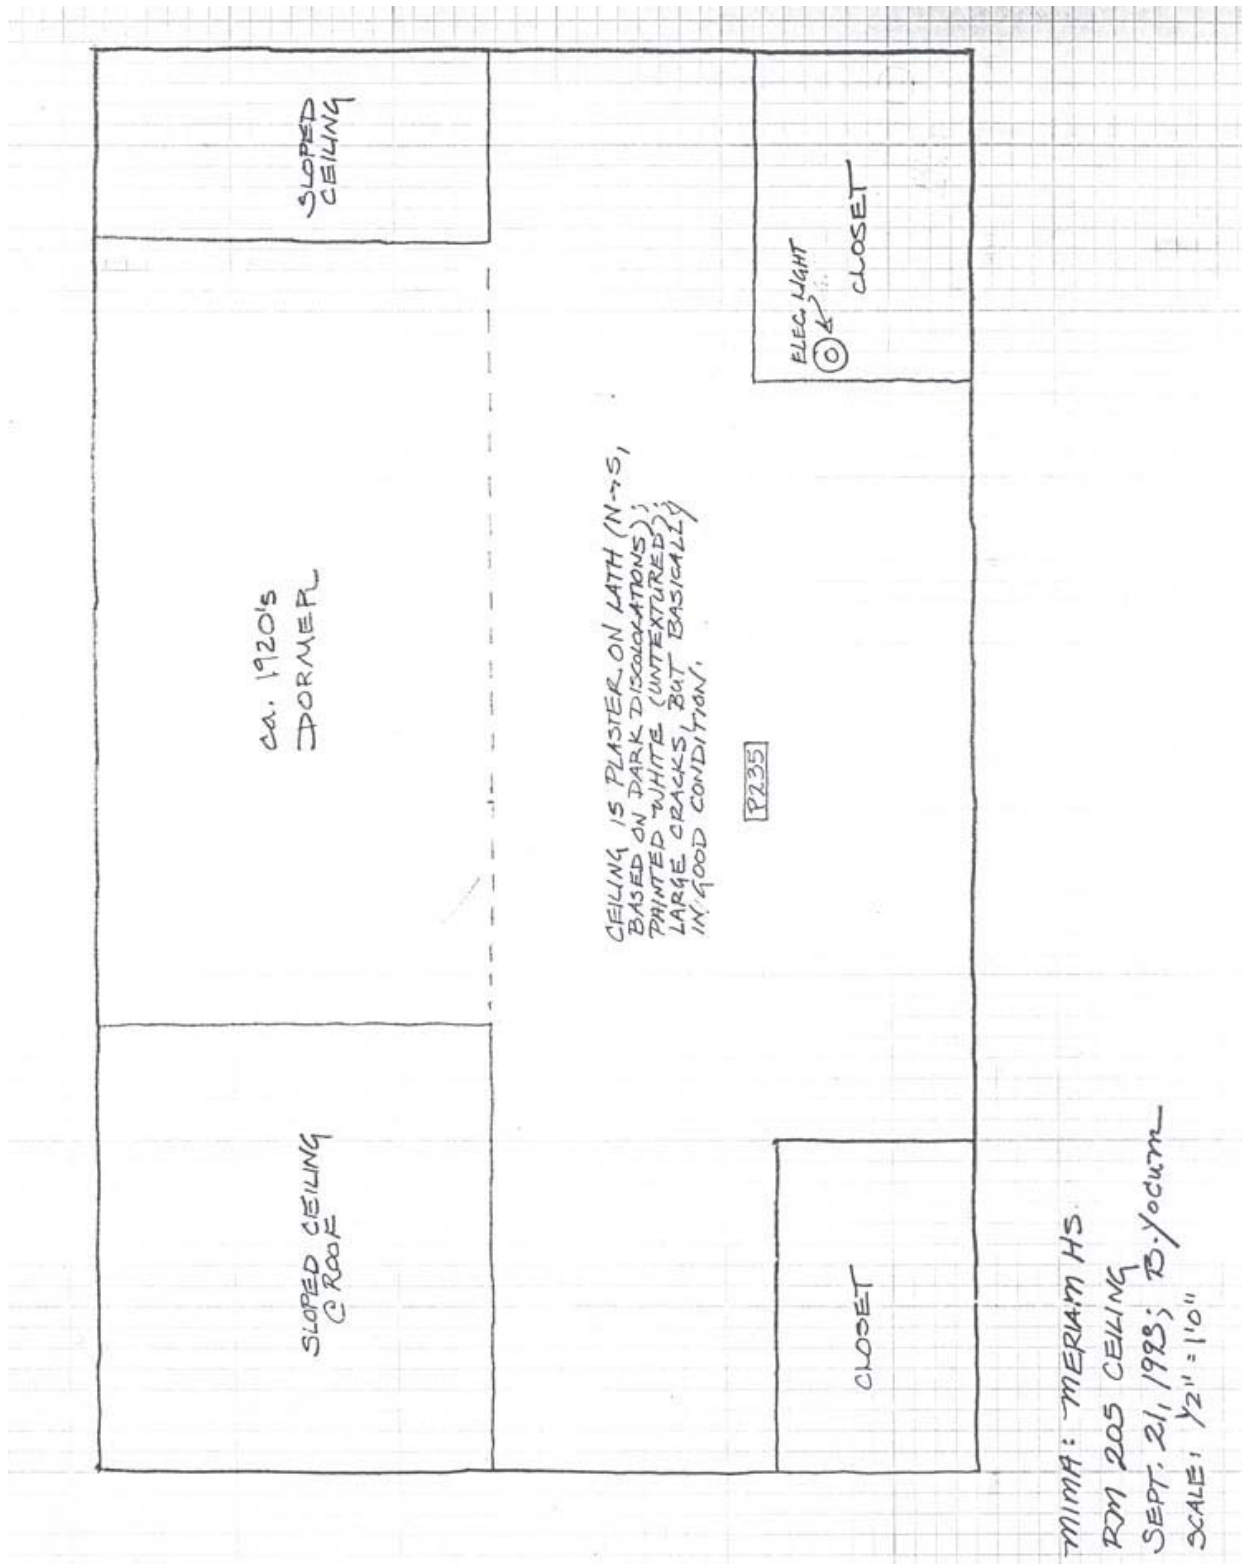 SLOPED CEILING
@ ROOF
ca. 1920's
DORMER
SLOPED
CEILING
CEILING IS PLASTER ON LATH (N→S,
BASED ON DARK DISCOLORATIONS);
PAINTED WHITE (UNTEXTURED);
LARGE CRACKS, BUT BASICALLY
IN GOOD CONDITION.
P235
CLOSET
ELEC. LIGHT
CLOSET
MIMA: MERIAM HS.
RM 205 CEILING
SEPT. 21, 1993; B. Yocum
SCALE: 1/2" = 1'0"